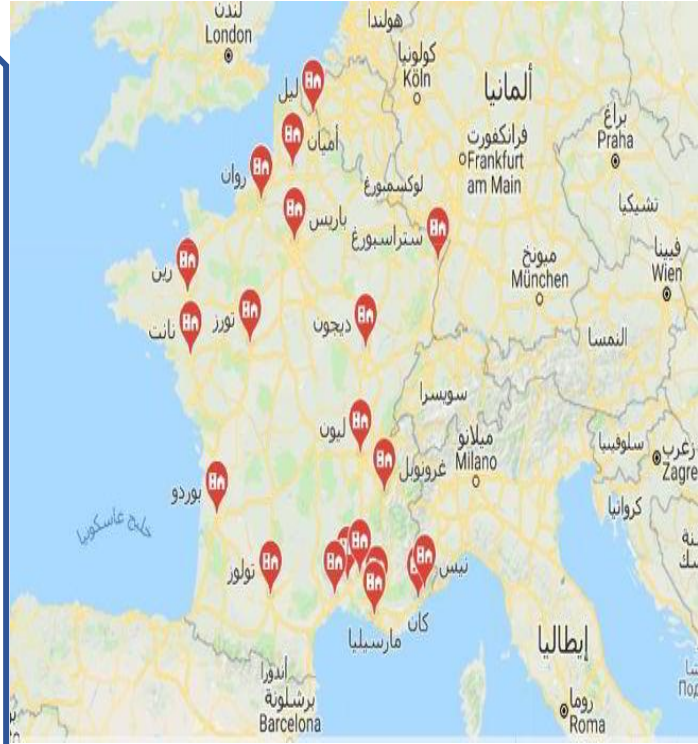 لندن
London
هولندا
كولونيا
Köln
ألمانيا
ليل
براغ
Praha
أميان
فرانكفورت
Frankfurt
am Main
روان
لوكسمبورغ
تشيكيا
باريس
ستراسبورغ
فيينا
Wien
ميونخ
München
رين
تورز
نانت
ديجون
النمسا
سويسرا
ليون
ميلانو
Milano
سلوفينيا
زغرب
Zagre
غرونوبل
بوردو
كرواتيا
خليج غاسكونيا
تولوز
نيس
كان
مارسيليا
إيطاليا
أندورا
برشلونة
Barcelona
روما
Roma